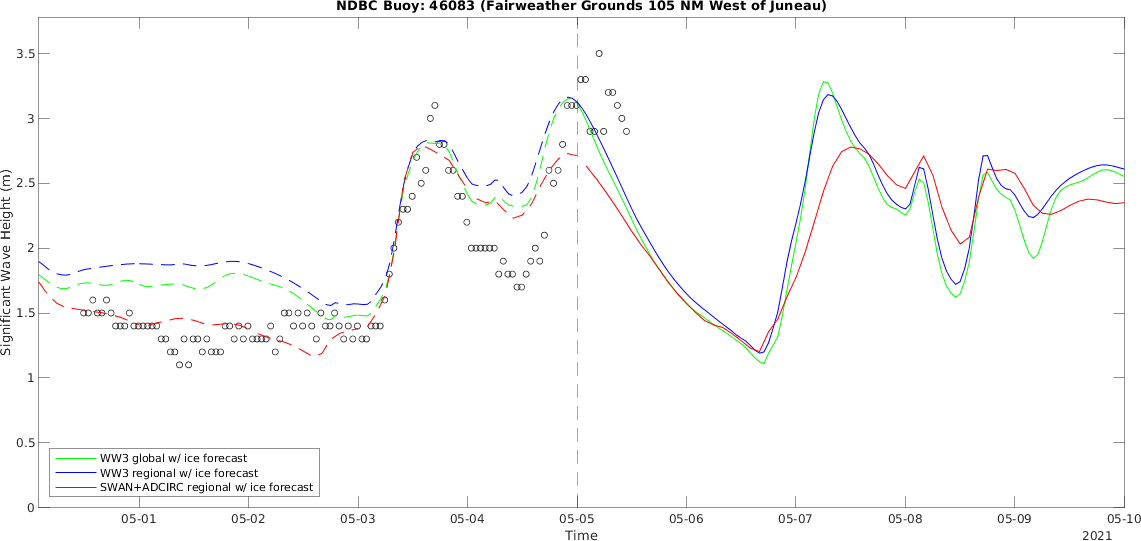 NDBC Buoy: 46083 (Fairweather Grounds 105 NM West of Juneau)
Significant Wave Height (m)
3.5
3
2.5
2
1.5
1
0.5
0
WW3 global w/ ice forecast
WW3 regional w/ ice forecast
SWAN+ADCIRC regional w/ ice forecast
05-01 05-02 05-03 05-04 05-05 05-06 05-07 05-08 05-09 05-10
Time
2021